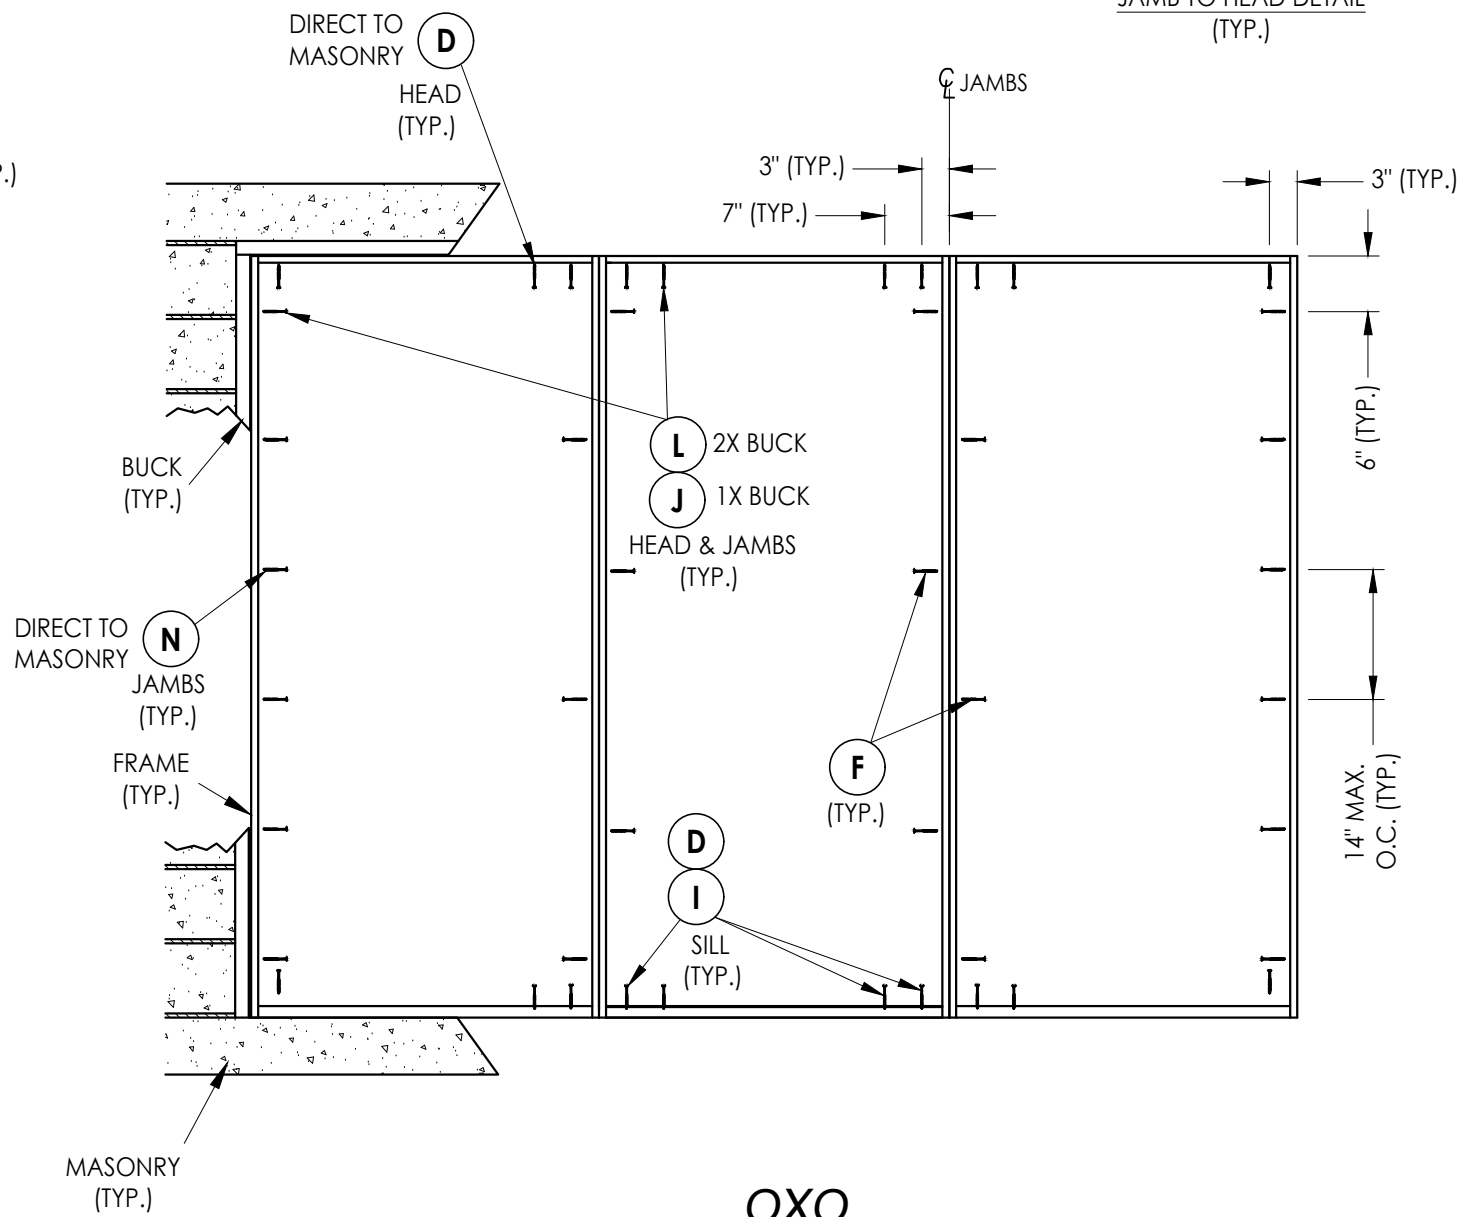 JAMB TO HEAD DETAIL
(TYP.)
DIRECT TO
MASONRY
D
HEAD
(TYP.)
℄ JAMBS
3" (TYP.)
3" (TYP.)
7" (TYP.)
BUCK
(TYP.)
L
2X BUCK
J
1X BUCK
HEAD & JAMBS
(TYP.)
6" (TYP.)
DIRECT TO
MASONRY
N
JAMBS
(TYP.)
FRAME
(TYP.)
F
(TYP.)
14" MAX.
O.C. (TYP.)
D
I
SILL
(TYP.)
MASONRY
(TYP.)
OXO